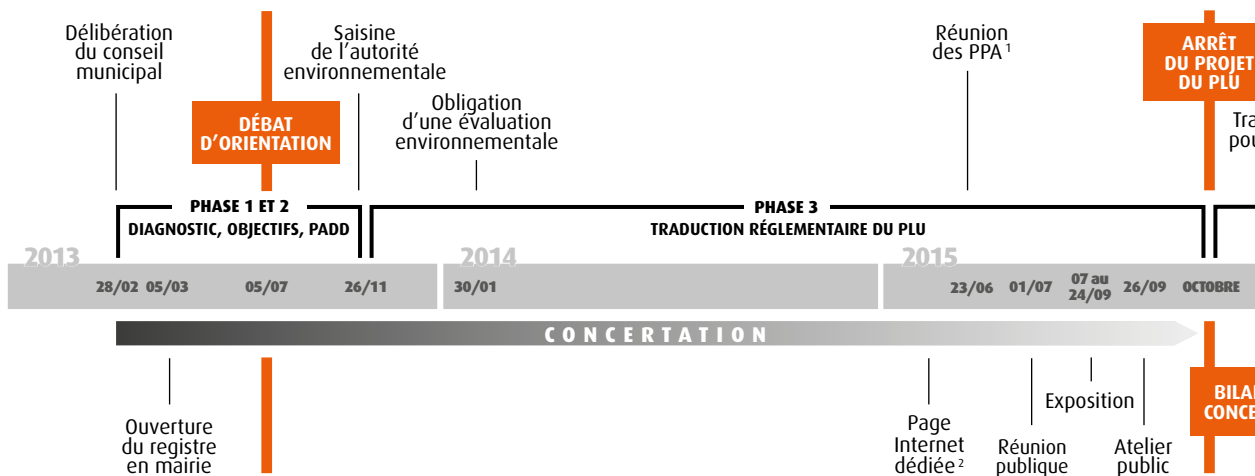 Délibération
du conseil
municipal
Saisine
de l'autorité
environnementale
Réunion
des PPA ¹
ARRÊT
DU PROJET
DU PLU
DÉBAT
D'ORIENTATION
Obligation
d'une évaluation
environnementale
PHASE 1 ET 2
DIAGNOSTIC, OBJECTIFS, PADD
PHASE 3
TRADUCTION RÉGLEMENTAIRE DU PLU
2013
2014
2015
28/02
05/03
05/07
26/11
30/01
23/06
01/07
07 au
24/09
26/09
OCTOBRE
CONCERTATION
Ouverture
du registre
en mairie
Page
Internet
dédiée ²
Réunion
publique
Exposition
Atelier
public